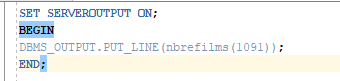 SET SERVEROUTPUT ON;
BEGIN
DBMS_OUTPUT.PUT_LINE(nbrefilms(1091));
END;